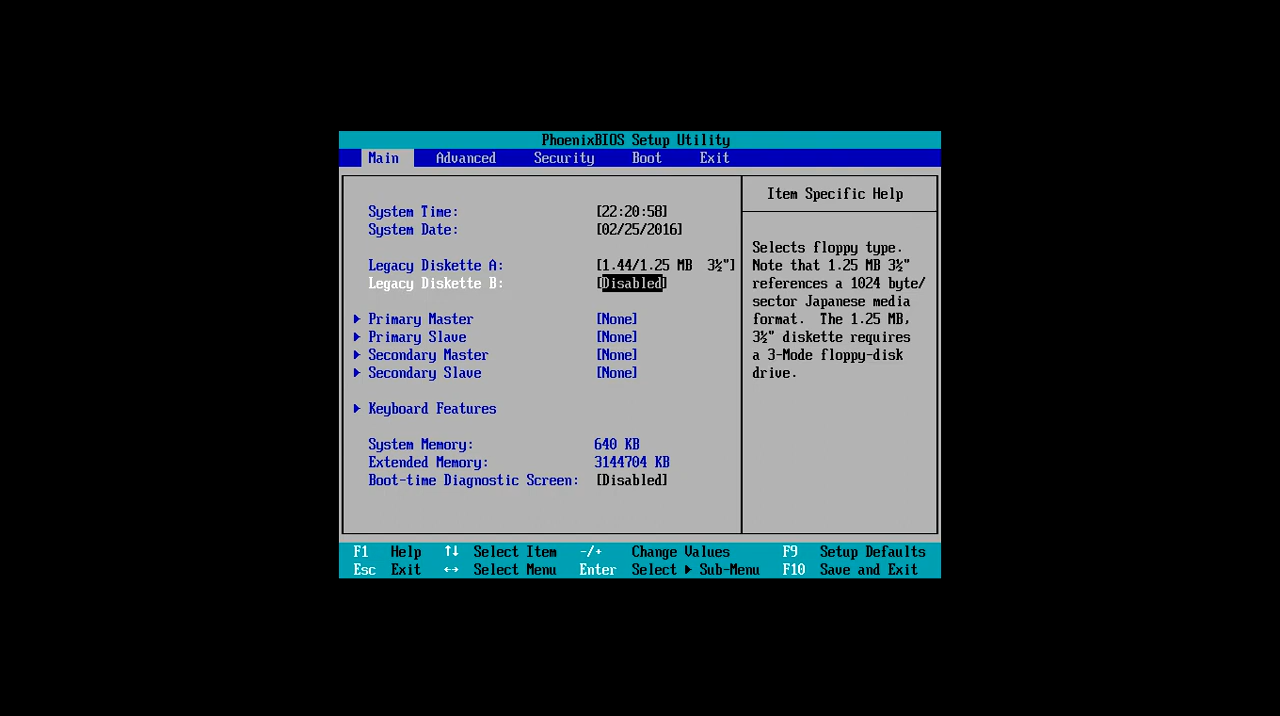 PhoenixBIOS Setup Utility
Main Advanced Security Boot Exit
Item Specific Help
System Time: [22:20:58]
System Date: [02/25/2016]
Legacy Diskette A: [1.44/1.25 MB 3½"]
Legacy Diskette B: [Disabled]
Primary Master [None]
Primary Slave [None]
Secondary Master [None]
Secondary Slave [None]
Keyboard Features
System Memory: 640 KB
Extended Memory: 3144704 KB
Boot-time Diagnostic Screen: [Disabled]
Selects floppy type.
Note that 1.25 MB 3½"
references a 1024 byte/
sector Japanese media
format. The 1.25 MB,
3½" diskette requires
a 3-Mode floppy-disk
drive.
F1 Help ↑↓ Select Item -/+ Change Values F9 Setup Defaults
Esc Exit ↔ Select Menu Enter Select ▶ Sub-Menu F10 Save and Exit